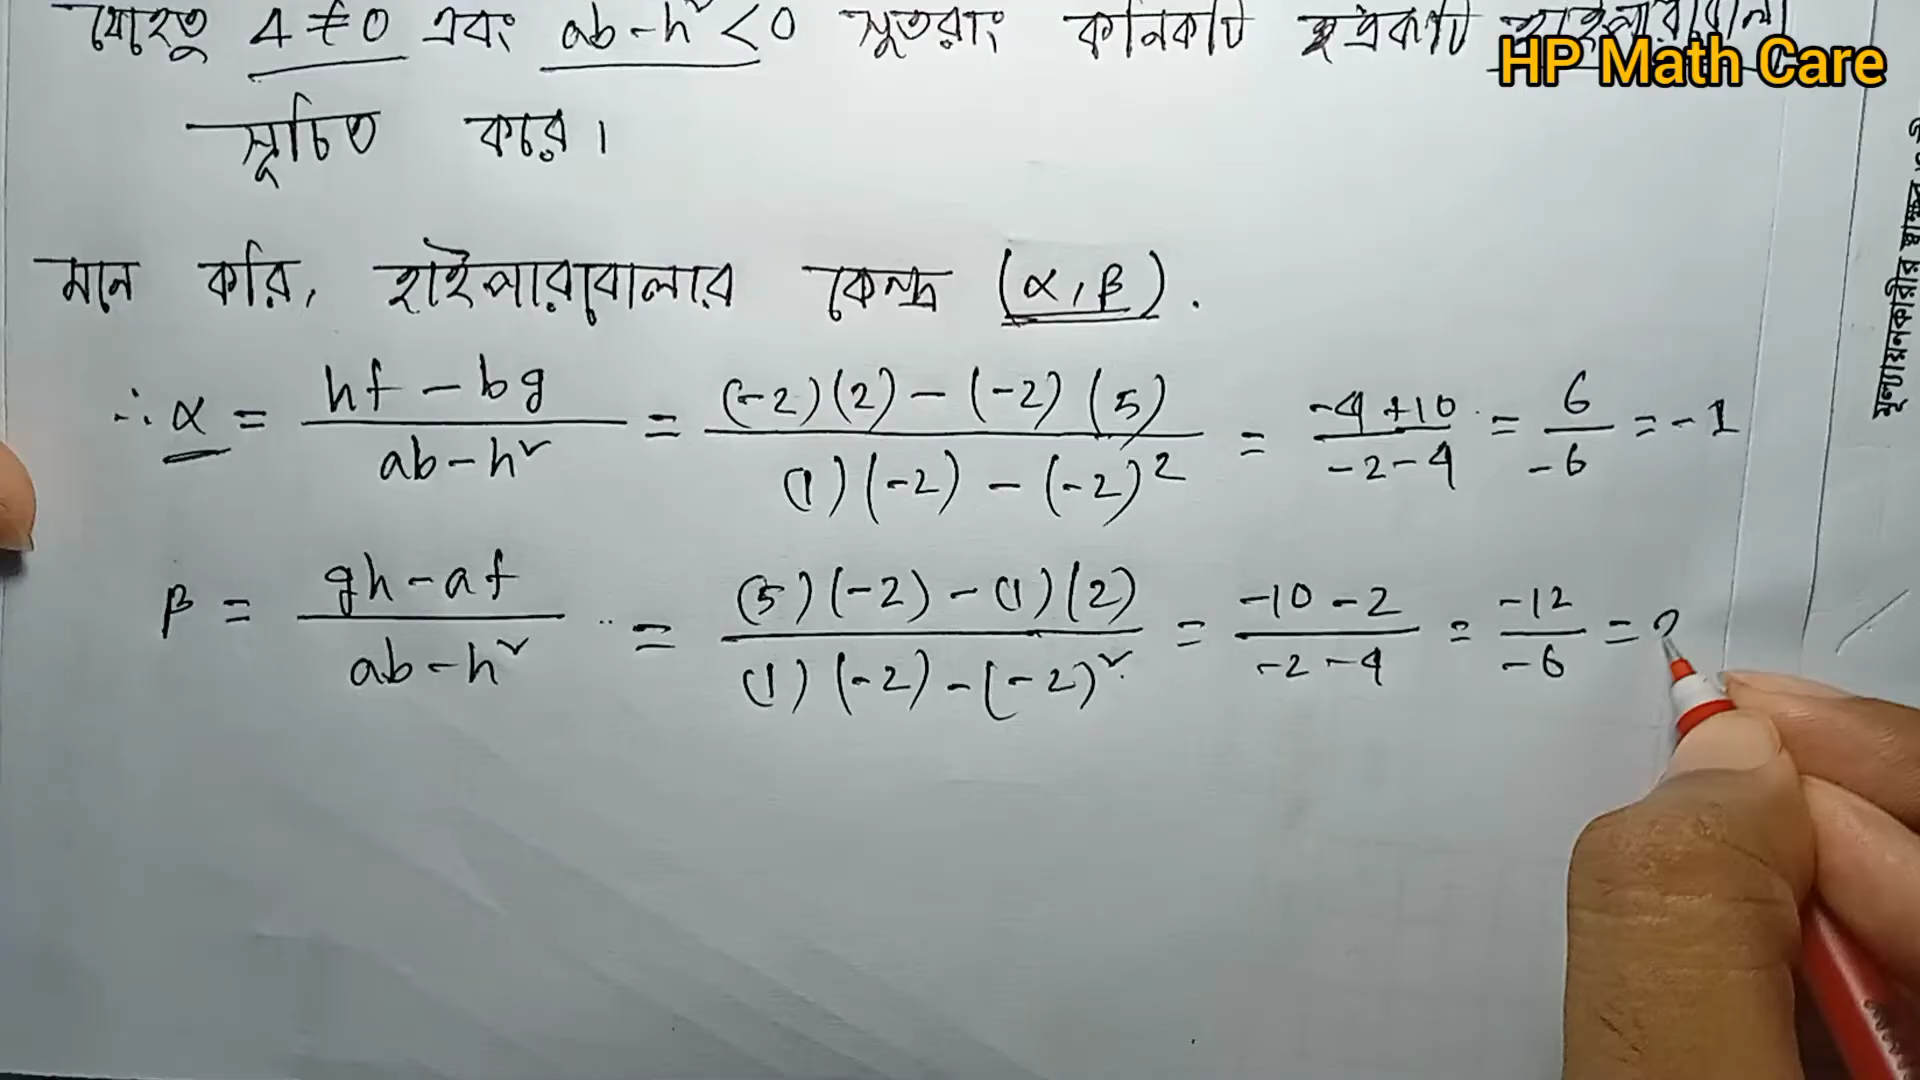 যেহেতু Δ ≠ 0 এবং ab - h² < 0 সুতরাং কনিকটি একটি হাইপারবোলা
HP Math Care
সূচিত করে।
মান করি, হাইপারবোলার কেন্দ্র (α, β).
∴ α = (hf - bg)/(ab - h²) = ((-2)(2) - (-2)(5))/((1)(-2) - (-2)²) = (-4 + 10)/(-2 - 4) = 6/-6 = -1
β = (gh - af)/(ab - h²) = ((5)(-2) - (1)(2))/((1)(-2) - (-2)²) = (-10 - 2)/(-2 - 4) = -12/-6 = 2
মূল্যায়নকারীর স্বাক্ষর ও